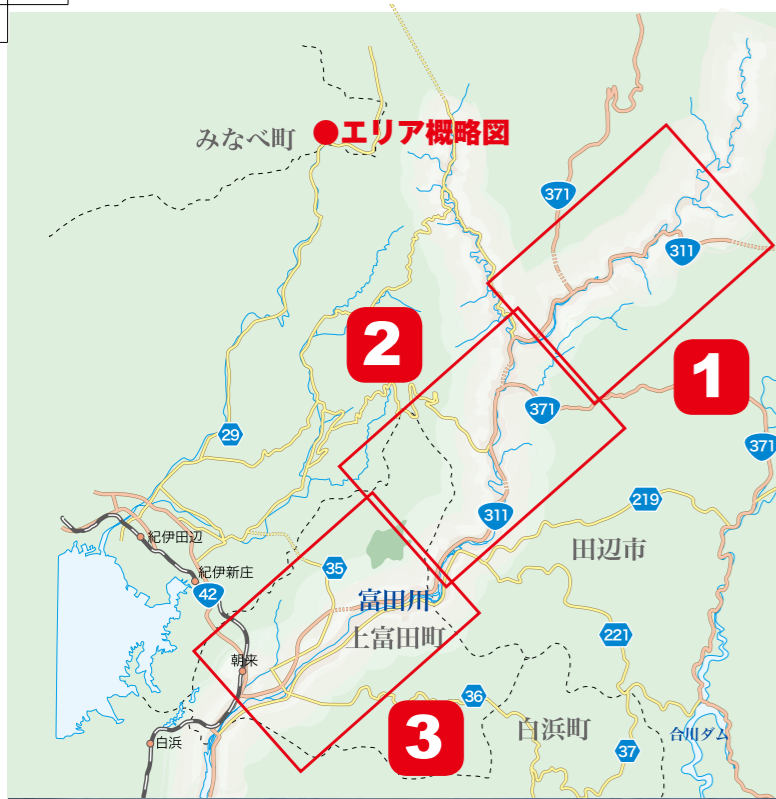 みなべ町
●エリア概略図
371
311
2
1
371
29
371
311
219
紀伊田辺
田辺市
紀伊新庄
35
42
富田川
上富田町
221
朝来
36
3
白浜町
合川ダム
白浜
37